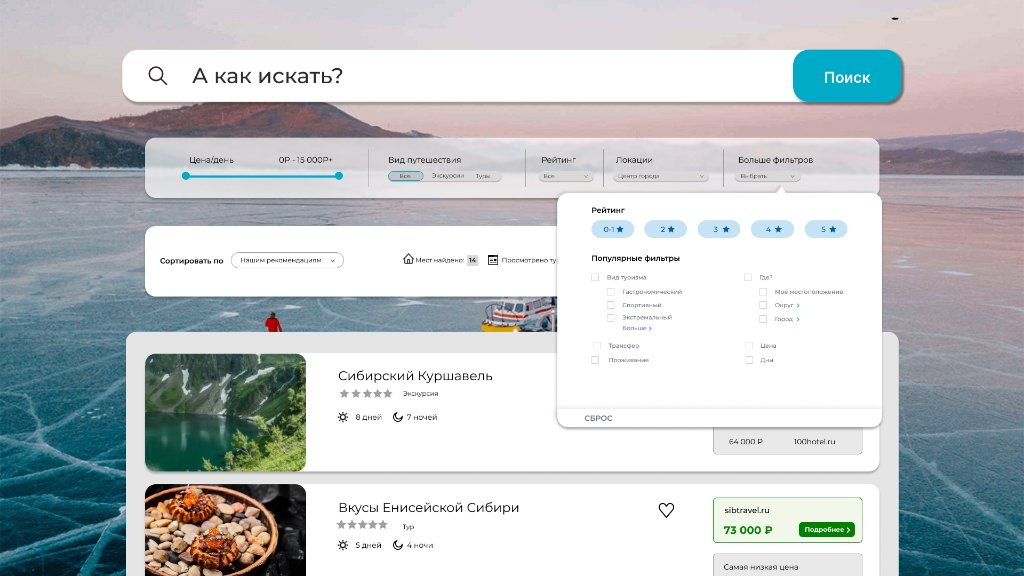 А как искать?
Поиск
Цена/день 0Р - 15 000Р+
Вид путешествия
Все Экскурсии Туры
Рейтинг
Все
Локации
Центр города
Больше фильтров
Выбрать
Рейтинг
0-1 ★ 2 ★ 3 ★ 4 ★ 5 ★
Популярные фильтры
Вид туризма
Гастрономический
Спортивный
Экстремальный
Больше >
Трансфер
Проживание
Где?
Моё местоположение
Округ >
Город >
Цена
Дни
СБРОС
Сортировать по
Нашим рекомендациям
Мест найдено: 14
Просмотрено ту
Сибирский Куршавель
Экскурсия
8 дней 7 ночей
64 000 ₽ 100hotel.ru
Вкусы Енисейской Сибири
Тур
5 дней 4 ночи
sibtravel.ru
73 000 ₽
Подробнее >
Самая низкая цена